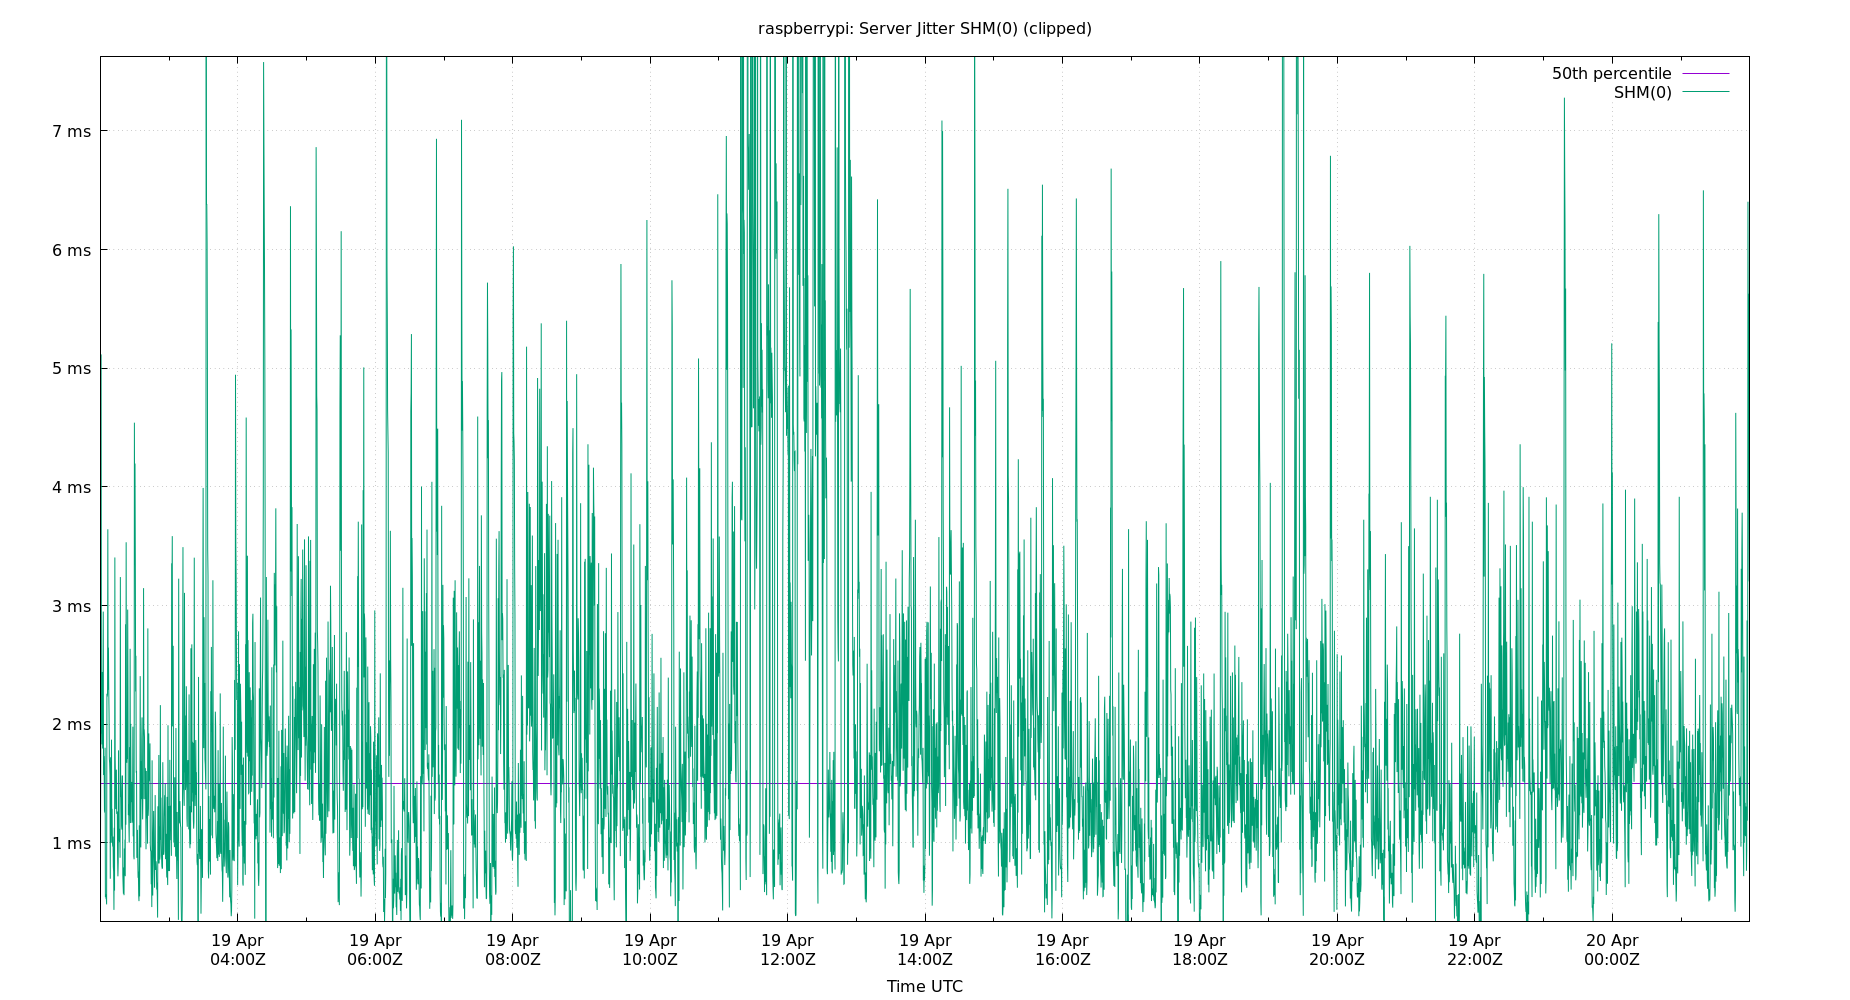 raspberrypi: Server Jitter SHM(0) (clipped)
50th percentile
SHM(0)
7 ms
6 ms
5 ms
4 ms
3 ms
2 ms
1 ms
19 Apr 19 Apr 19 Apr 19 Apr 19 Apr 19 Apr 19 Apr 19 Apr 19 Apr 19 Apr 20 Apr
04:00Z 06:00Z 08:00Z 10:00Z 12:00Z 14:00Z 16:00Z 18:00Z 20:00Z 22:00Z 00:00Z
Time UTC